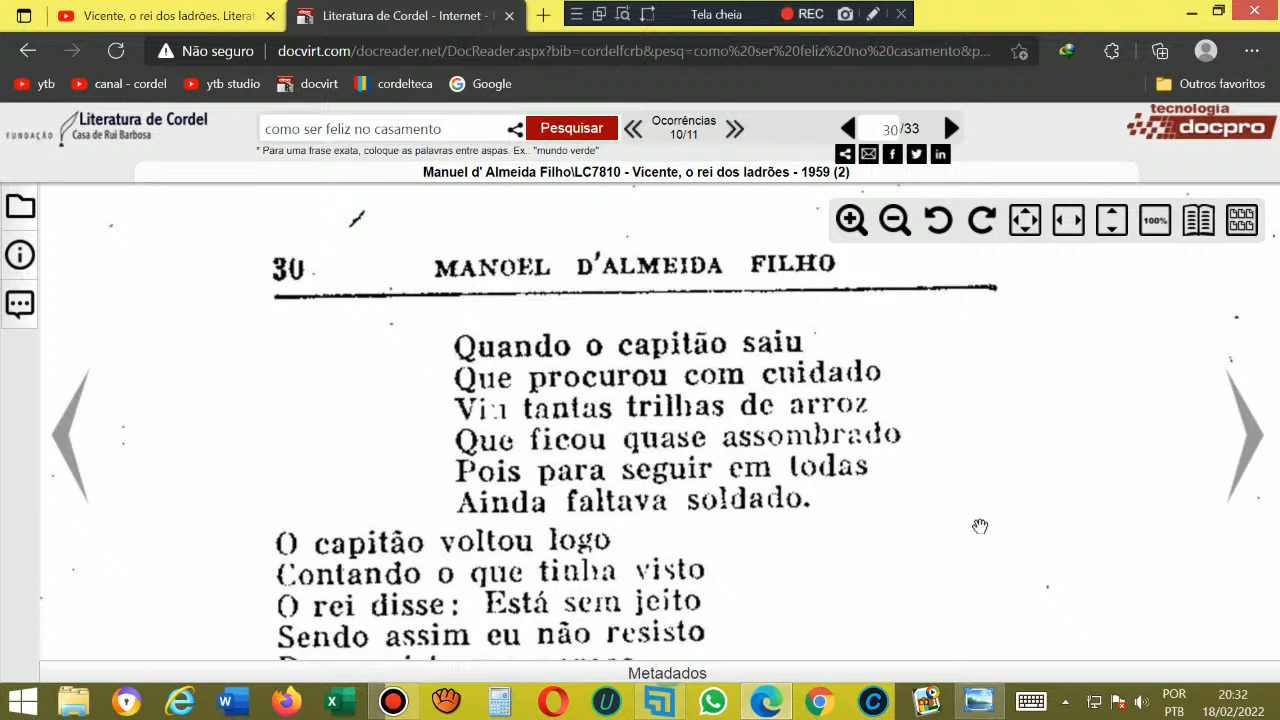 Vicente, o rei dos ladrões. Literat
Literatura de Cordel - Internet - I
Tela cheia
REC
Não seguro
docvirt.com/docreader.net/DocReader.aspx?bib=cordelfcrb&pesq=como%20ser%20feliz%20no%20casamento&p...
ytb
canal - cordel
ytb studio
docvirt
cordelteca
Google
Outros favoritos
FUNDAÇÃO
Literatura de Cordel
Casa de Rui Barbosa
como ser feliz no casamento
Pesquisar
Ocorrências
10/11
30/33
tecnologia
docpro
* Para uma frase exata, coloque as palavras entre aspas. Ex.: "mundo verde"
Manuel d' Almeida Filho\LC7810 - Vicente, o rei dos ladrões - 1959 (2)
100%
30 MANOEL D'ALMEIDA FILHO
Quando o capitão saiu
Que procurou com cuidado
Viu tantas trilhas de arroz
Que ficou quase assombrado
Pois para seguir em todas
Ainda faltava soldado.
O capitão voltou logo
Contando o que tinha visto
O rei disse: Está sem jeito
Sendo assim eu não resisto
Metadados
POR
PTB
20:32
18/02/2022